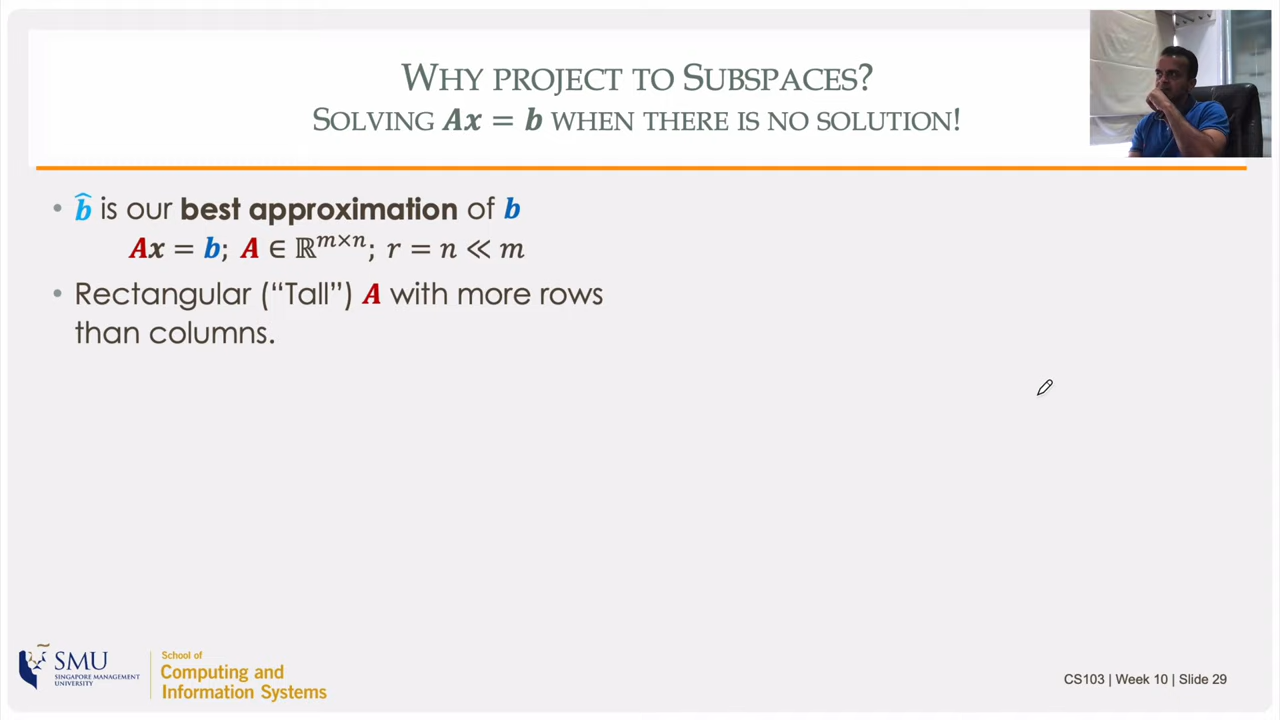 WHY PROJECT TO SUBSPACES?
SOLVING Ax = b WHEN THERE IS NO SOLUTION!
• b̂ is our best approximation of b
Ax = b; A ∈ ℝᵐˣⁿ; r = n ≪ m
• Rectangular (“Tall”) A with more rows
than columns.
SMU
SINGAPORE MANAGEMENT
UNIVERSITY
School of
Computing and
Information Systems
CS103 | Week 10 | Slide 29